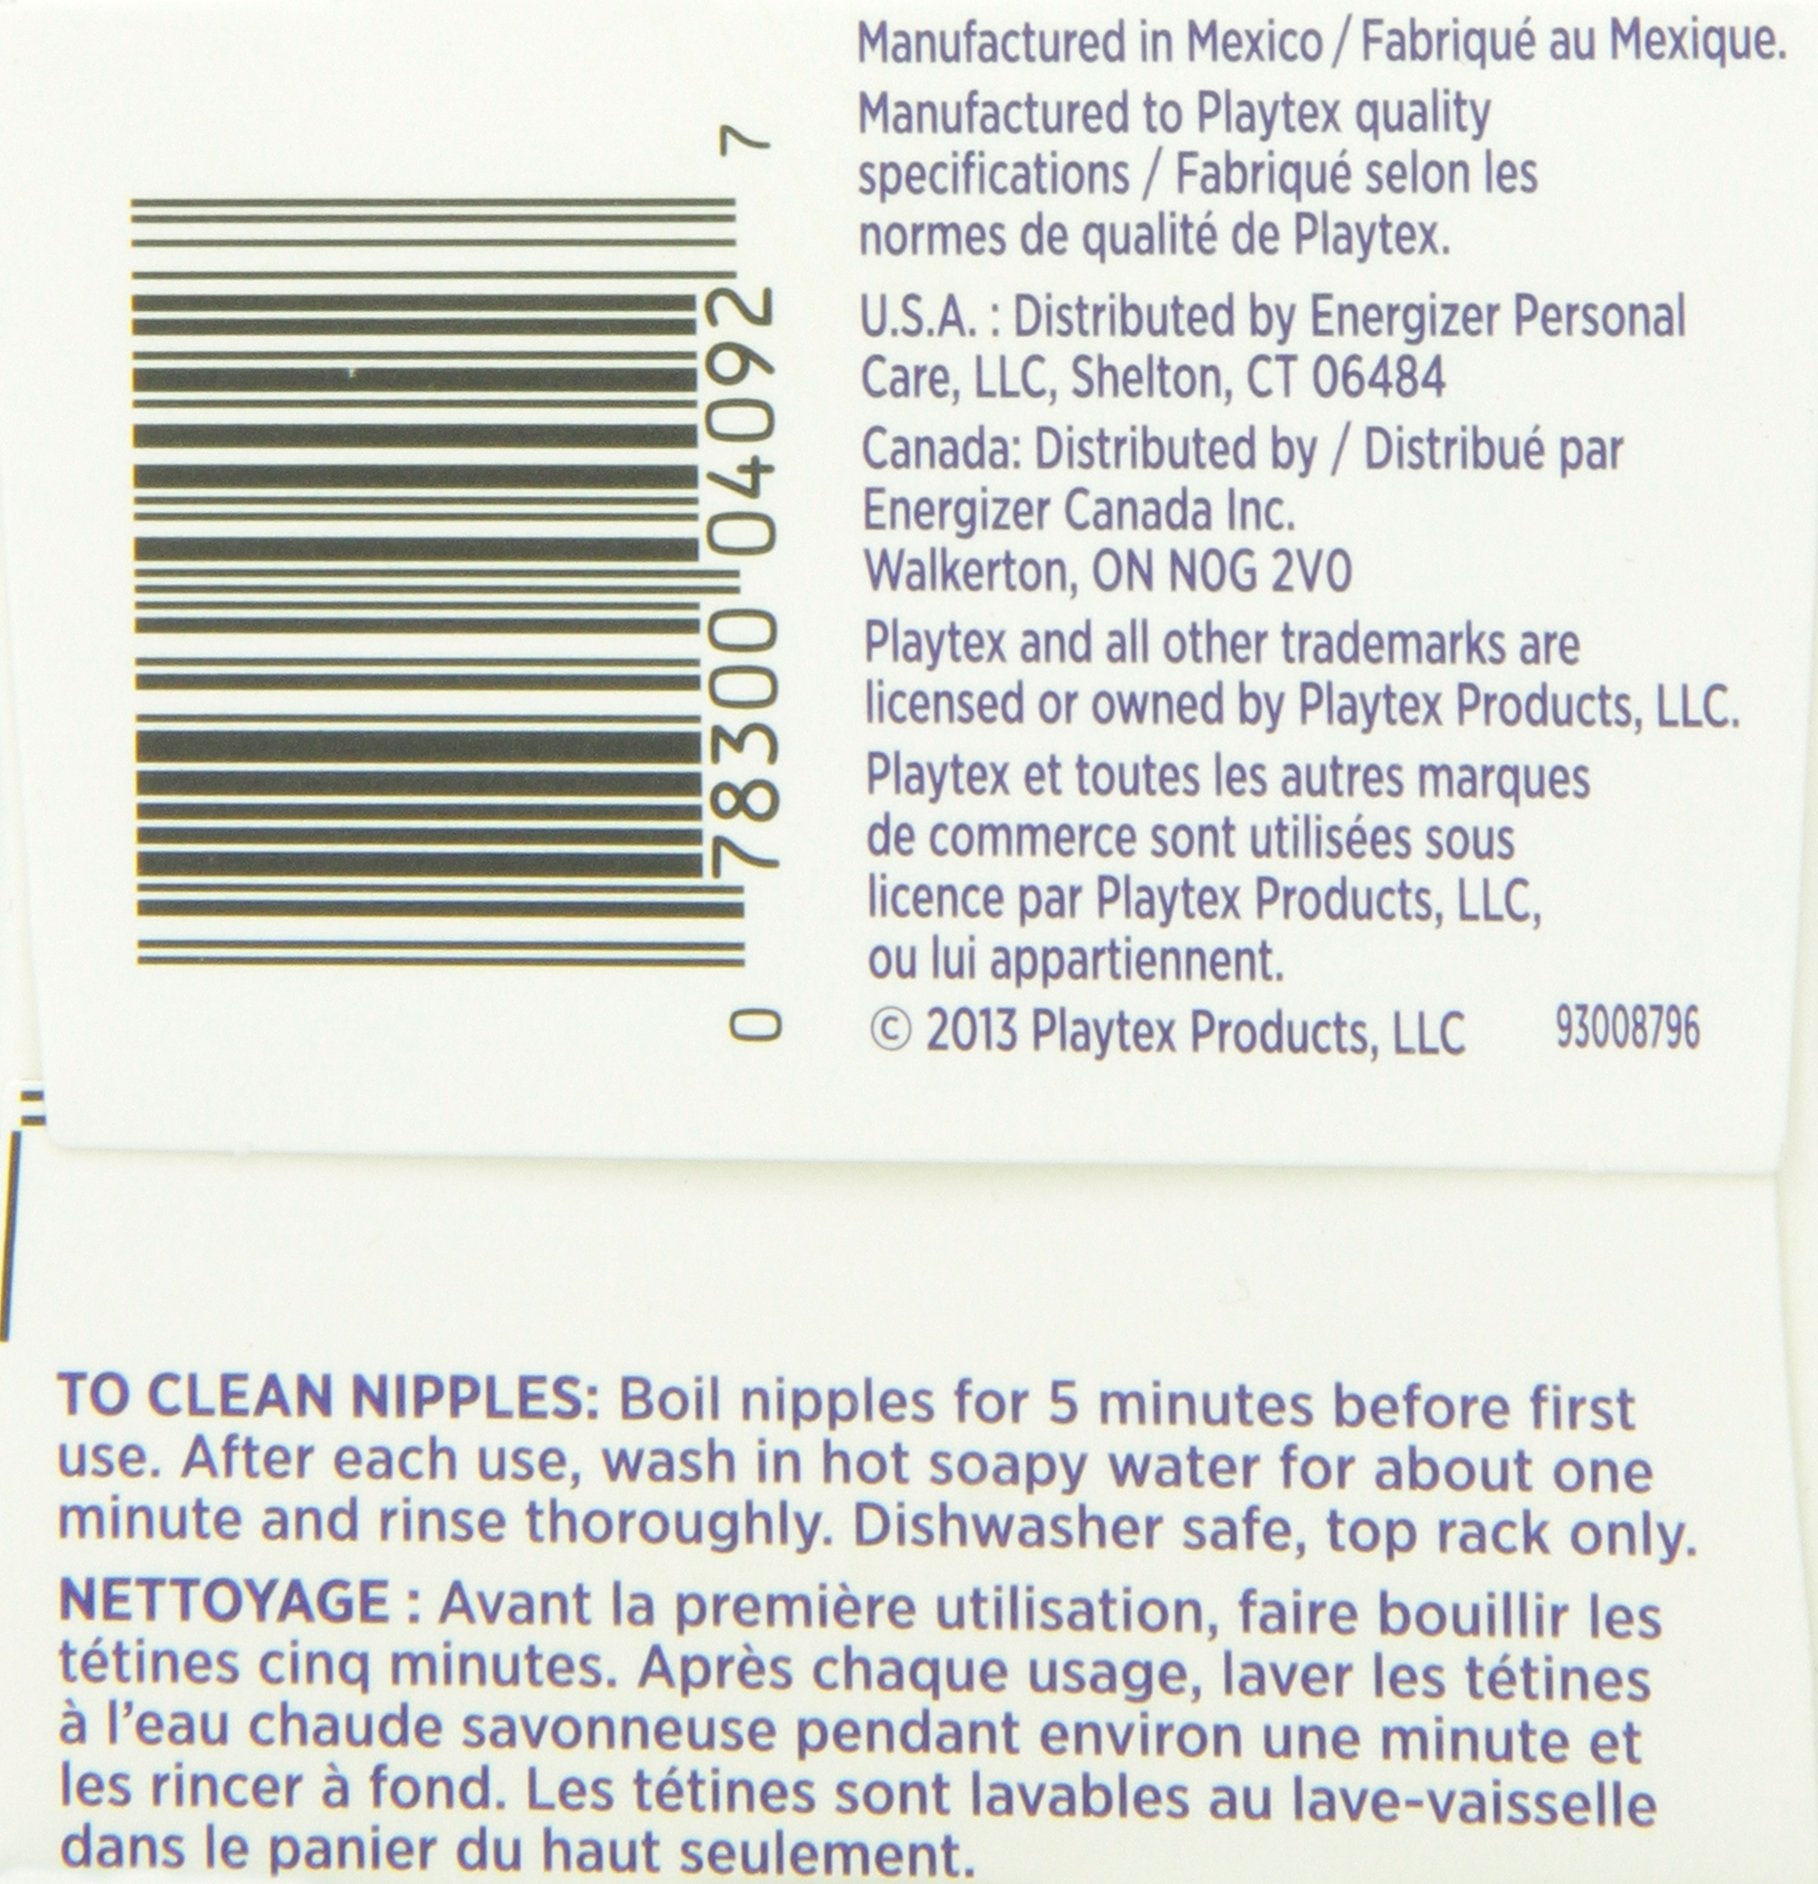 Manufactured in Mexico / Fabriqué au Mexique.
Manufactured to Playtex quality
specifications / Fabriqué selon les
normes de qualité de Playtex.
U.S.A. : Distributed by Energizer Personal
Care, LLC, Shelton, CT 06484
Canada: Distributed by / Distribué par
Energizer Canada Inc.
Walkerton, ON N0G 2V0
Playtex and all other trademarks are
licensed or owned by Playtex Products, LLC.
Playtex et toutes les autres marques
de commerce sont utilisées sous
licence par Playtex Products, LLC,
ou lui appartiennent.
© 2013 Playtex Products, LLC 93008796
0 78300 04092 7
TO CLEAN NIPPLES: Boil nipples for 5 minutes before first
use. After each use, wash in hot soapy water for about one
minute and rinse thoroughly. Dishwasher safe, top rack only.
NETTOYAGE : Avant la première utilisation, faire bouillir les
tétines cinq minutes. Après chaque usage, laver les tétines
à l’eau chaude savonneuse pendant environ une minute et
les rincer à fond. Les tétines sont lavables au lave-vaisselle
dans le panier du haut seulement.